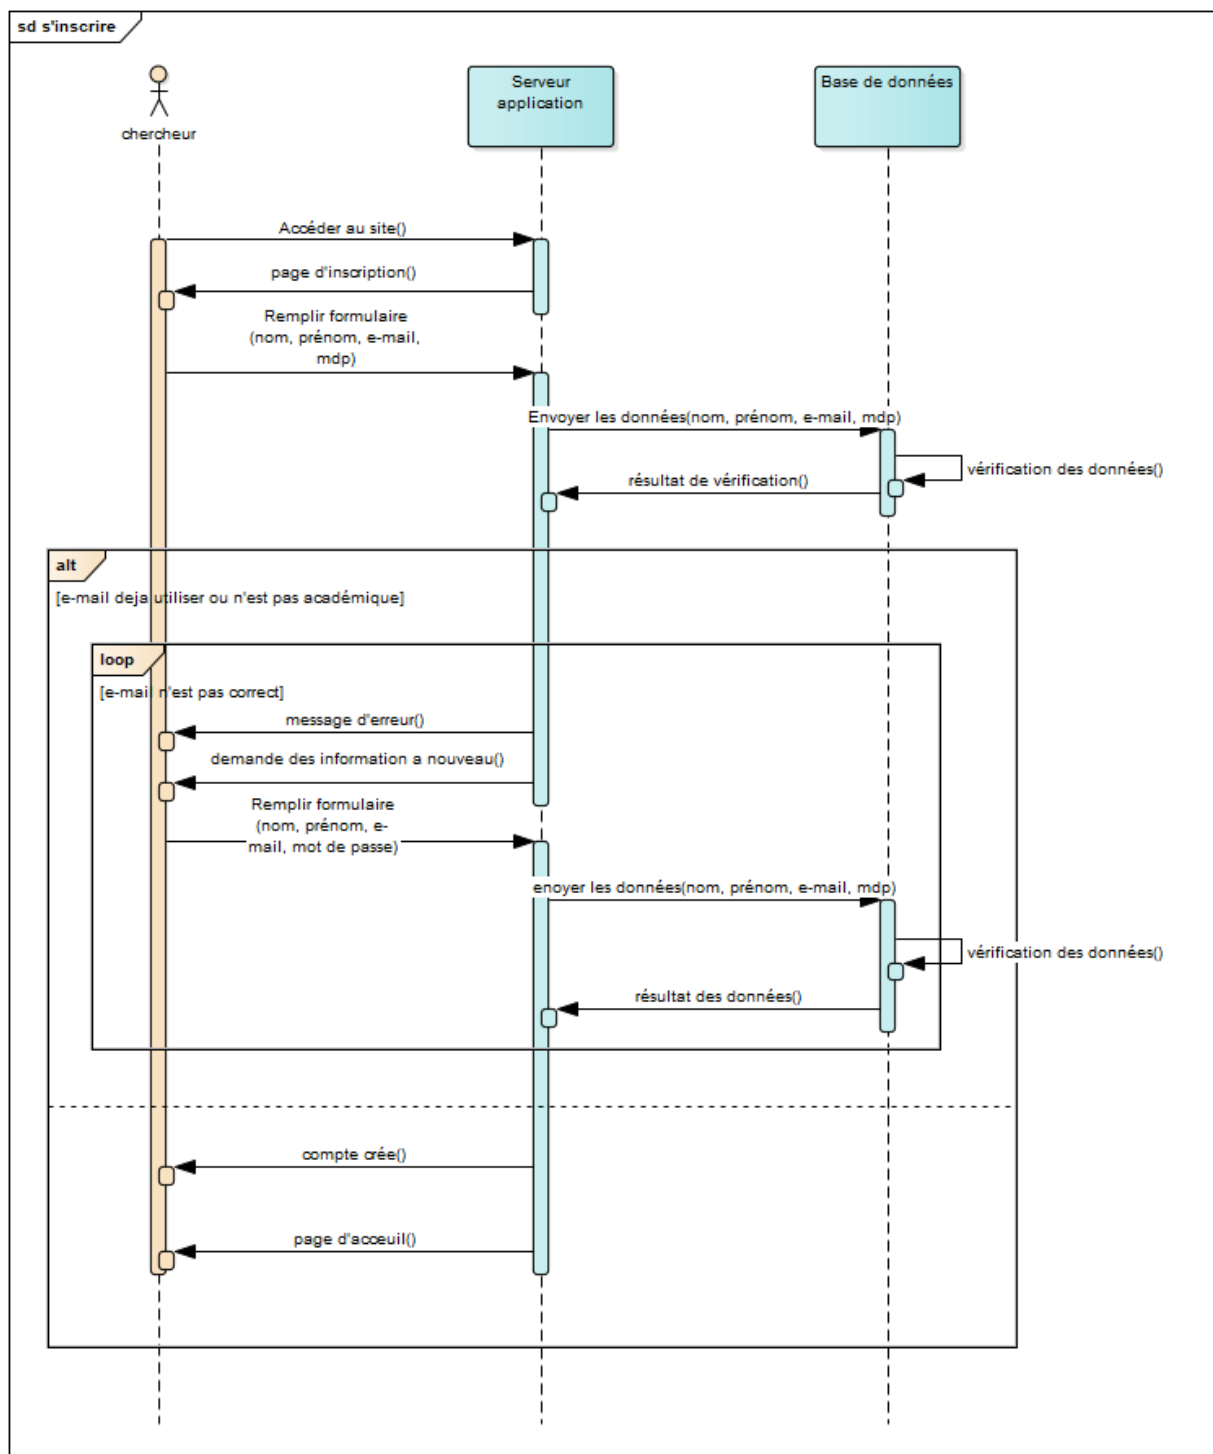 sd s'inscrire
chercheur
Serveur
application
Base de données
Accéder au site()
page d'inscription()
Remplir formulaire
(nom, prénom, e-mail,
mdp)
Envoyer les données(nom, prénom, e-mail, mdp)
vérification des données()
résultat de vérification()
alt
[e-mail deja utiliser ou n'est pas académique]
loop
[e-mail n'est pas correct]
message d'erreur()
demande des information a nouveau()
Remplir formulaire
(nom, prénom, e-
mail, mot de passe)
enoyer les données(nom, prénom, e-mail, mdp)
vérification des données()
résultat des données()
compte crée()
page d'acceuil()